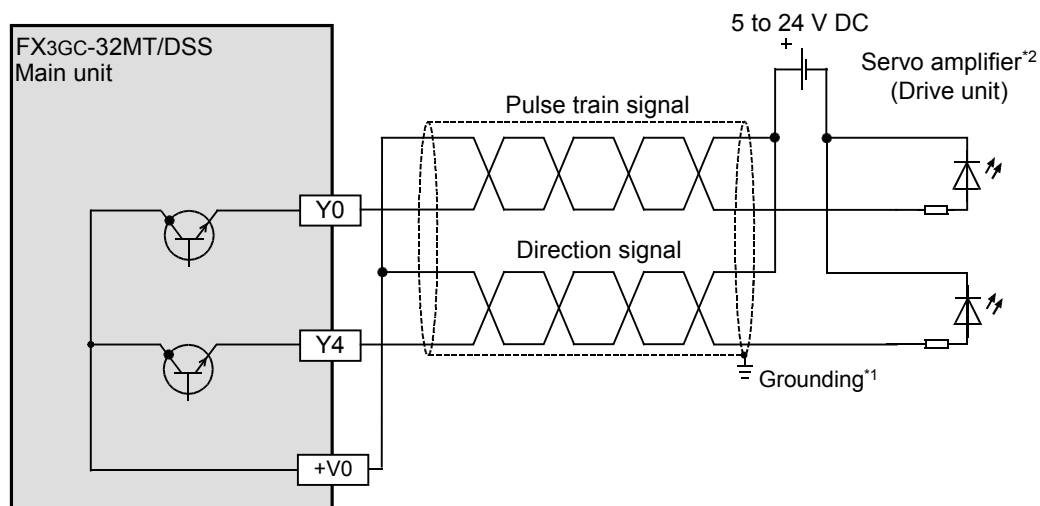 5 to 24 V DC
+
FX3GC-32MT/DSS
Main unit
Servo amplifier*2
(Drive unit)
Pulse train signal
Y0
Direction signal
Y4
Grounding*1
+V0